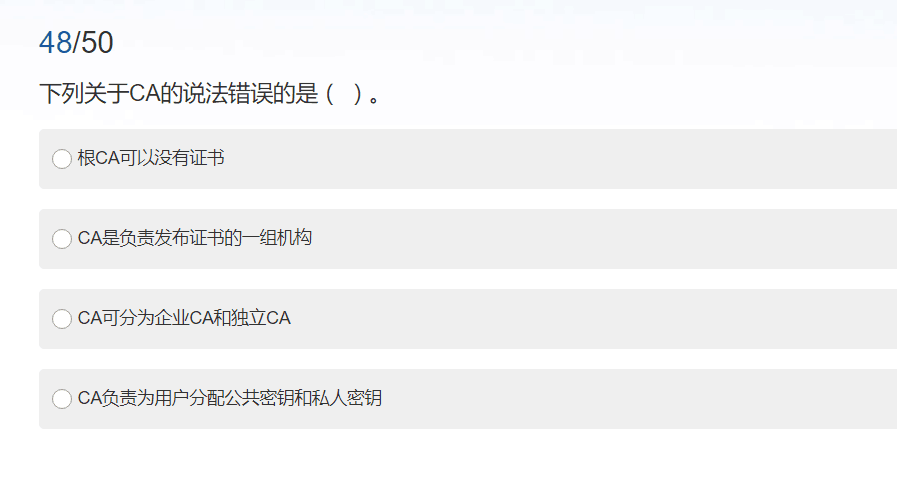 48/50
下列关于CA的说法错误的是（ ）。
根CA可以没有证书
CA是负责发布证书的一组机构
CA可分为企业CA和独立CA
CA负责为用户分配公共密钥和私人密钥